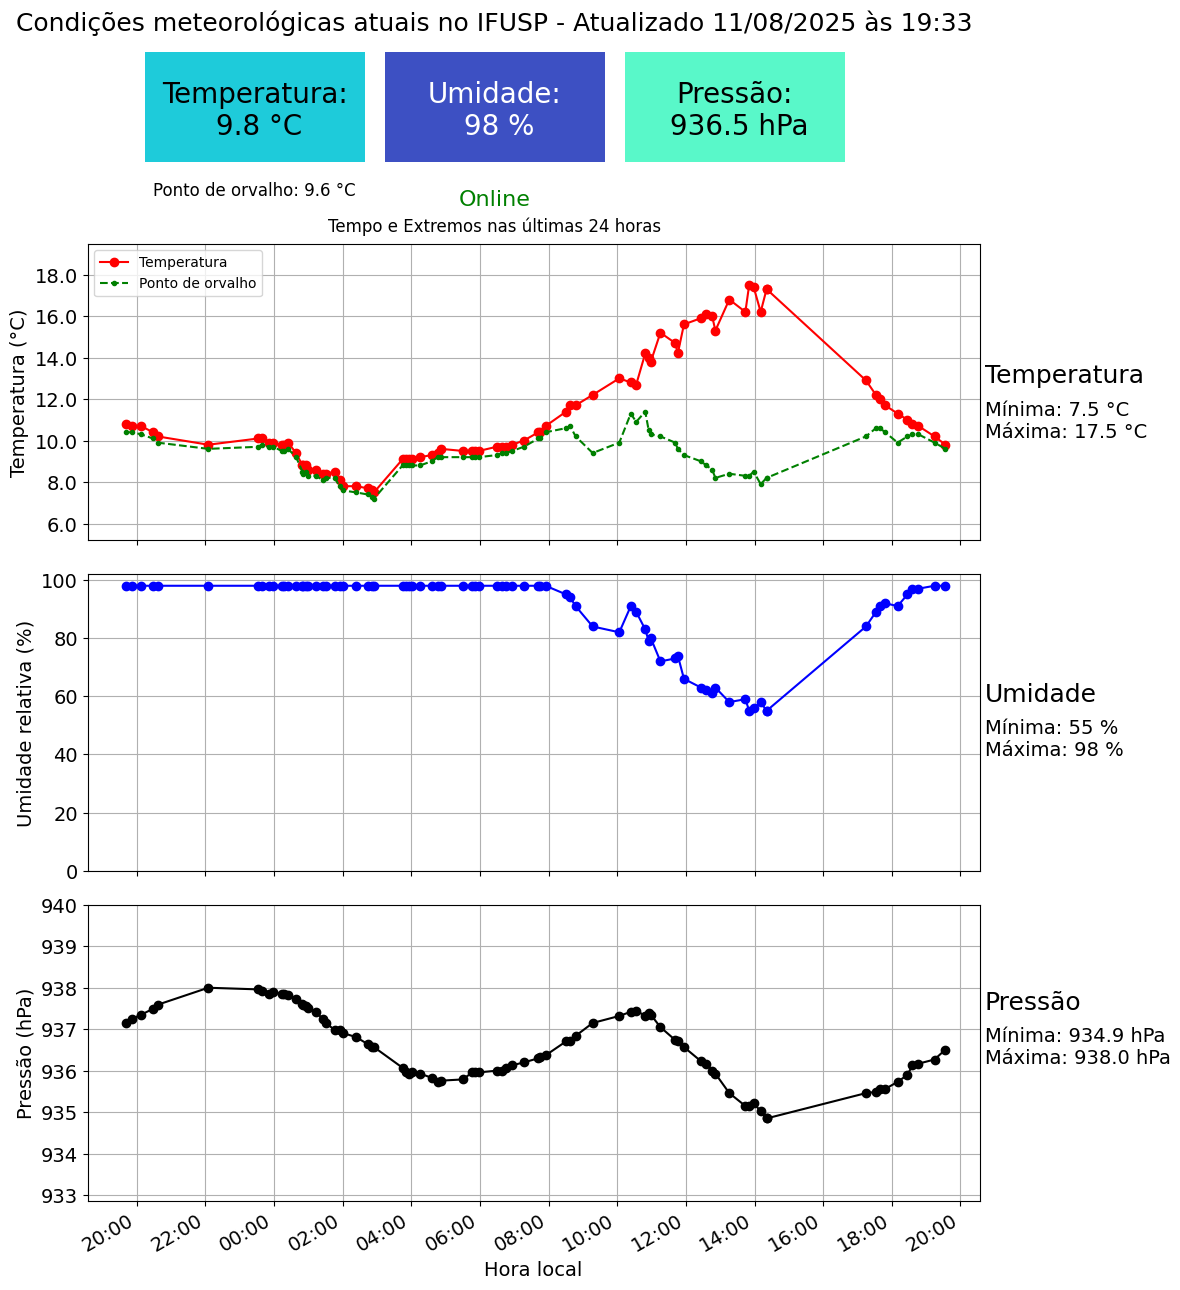 Condições meteorológicas atuais no IFUSP - Atualizado 11/08/2025 às 19:33
Temperatura:
9.8 °C
Umidade:
98 %
Pressão:
936.5 hPa
Ponto de orvalho: 9.6 °C
Online
Tempo e Extremos nas últimas 24 horas
Temperatura
Ponto de orvalho
Temperatura (°C)
18.0
16.0
14.0
12.0
10.0
8.0
6.0
Temperatura
Mínima: 7.5 °C
Máxima: 17.5 °C
Umidade relativa (%)
100
80
60
40
20
0
Umidade
Mínima: 55 %
Máxima: 98 %
Pressão (hPa)
940
939
938
937
936
935
934
933
Pressão
Mínima: 934.9 hPa
Máxima: 938.0 hPa
20:00
22:00
00:00
02:00
04:00
06:00
08:00
10:00
12:00
14:00
16:00
18:00
20:00
Hora local